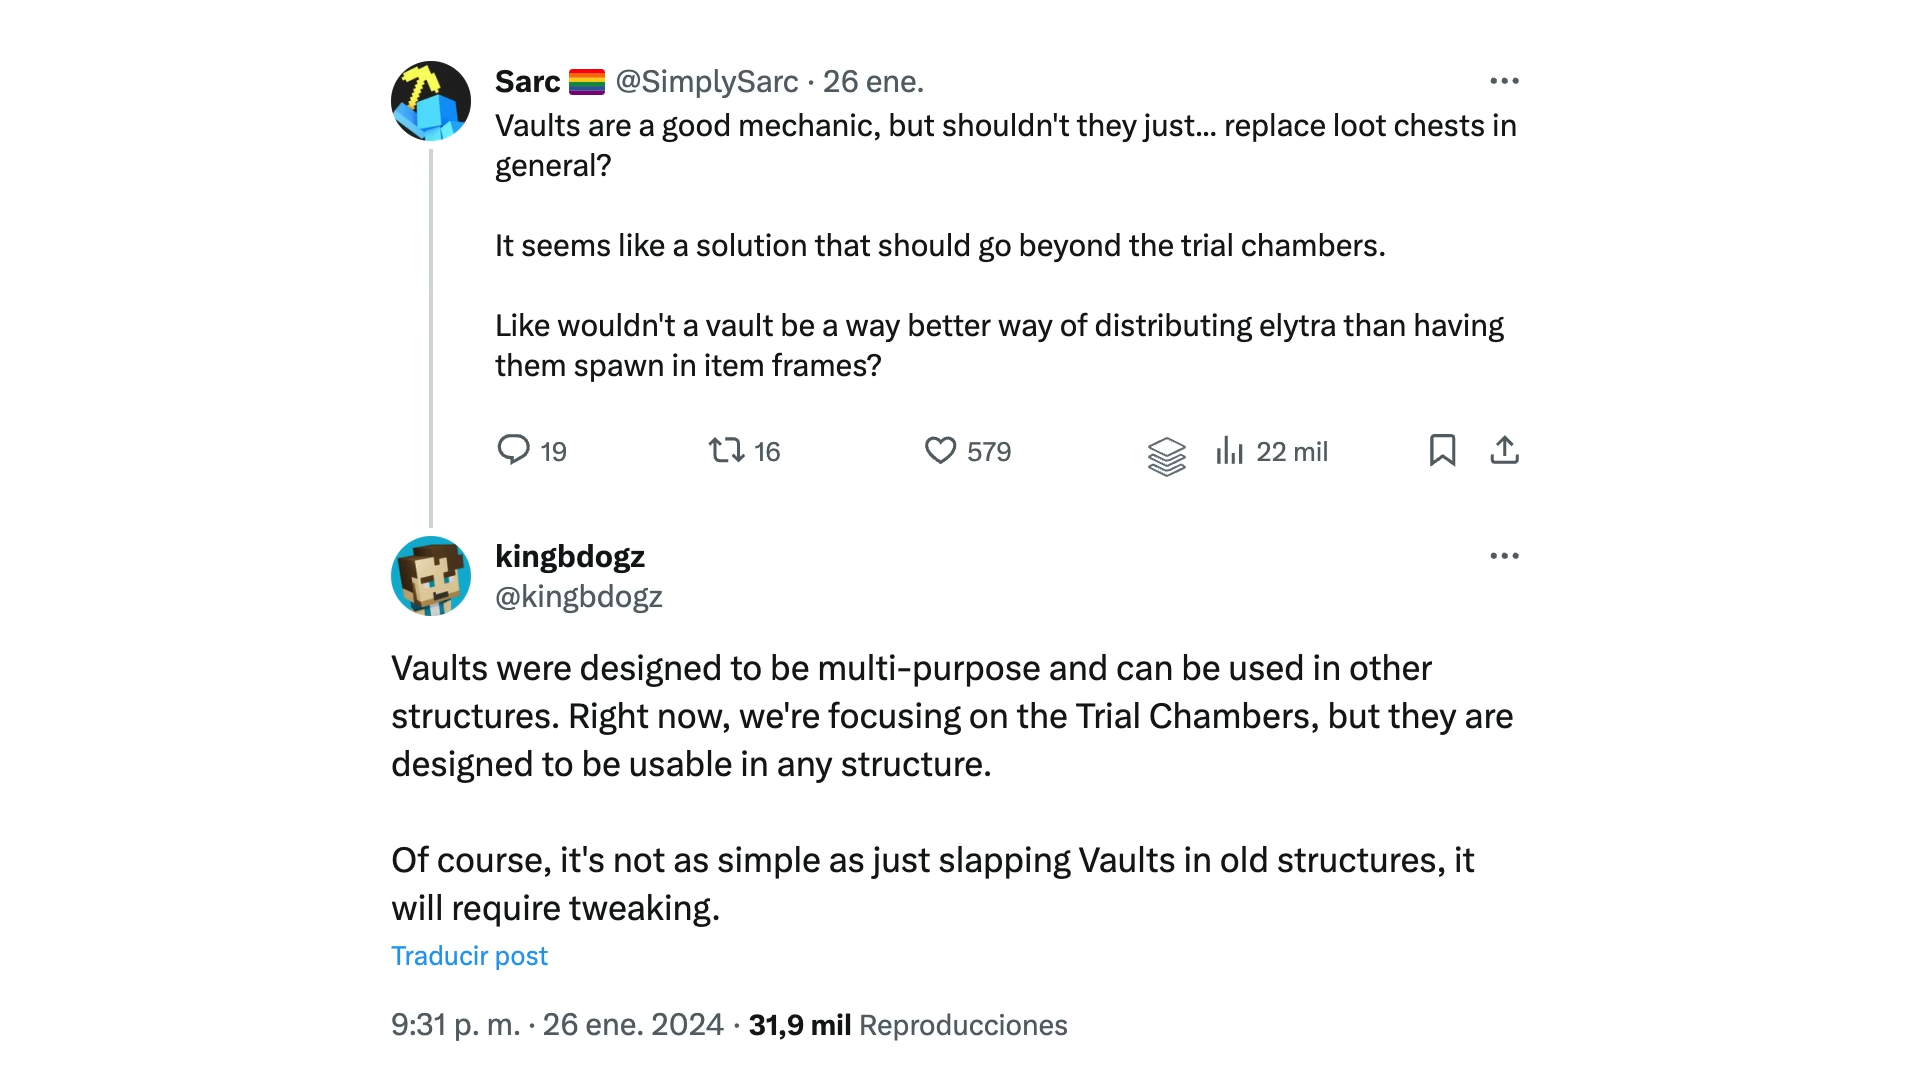 Sarc 🏳️‍🌈 @SimplySarc · 26 ene.
Vaults are a good mechanic, but shouldn't they just... replace loot chests in
general?
It seems like a solution that should go beyond the trial chambers.
Like wouldn't a vault be a way better way of distributing elytra than having
them spawn in item frames?
19 16 579 22 mil
kingbdogz
@kingbdogz
Vaults were designed to be multi-purpose and can be used in other
structures. Right now, we're focusing on the Trial Chambers, but they are
designed to be usable in any structure.
Of course, it's not as simple as just slapping Vaults in old structures, it
will require tweaking.
Traducir post
9:31 p. m. · 26 ene. 2024 · 31,9 mil Reproducciones